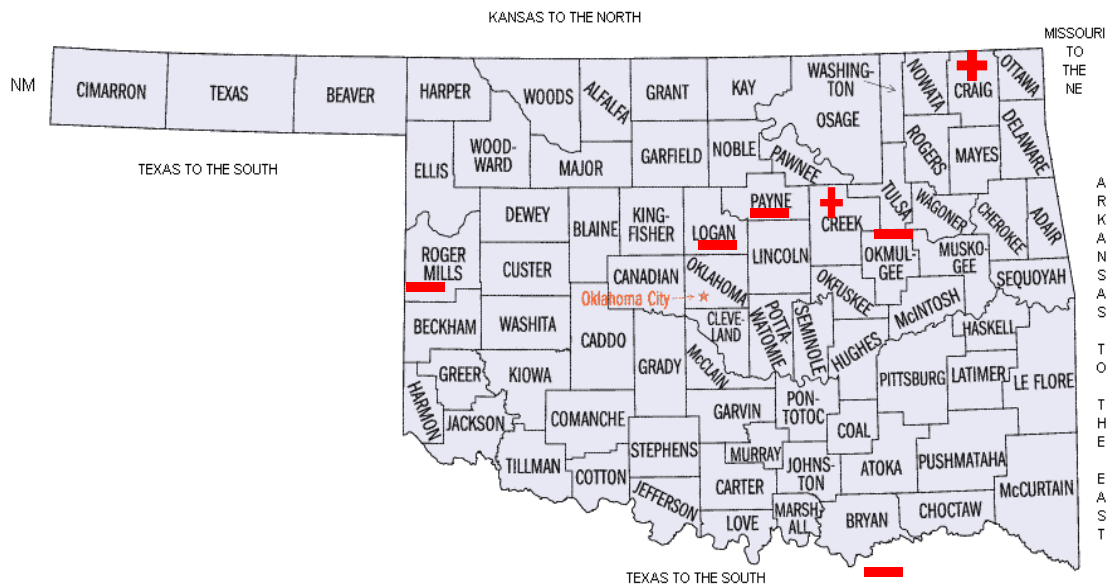 KANSAS TO THE NORTH
MISSOURI
TO
THE
NE
NM
CIMARRON
TEXAS
BEAVER
HARPER
WOODS
ALFALFA
GRANT
KAY
WASHING-
TON
OSAGE
NOWATA
CRAIG
OTTAWA
ELLIS
WOOD-
WARD
MAJOR
GARFIELD
NOBLE
PAWNEE
ROGERS
MAYES
DELAWARE
TEXAS TO THE SOUTH
DEWEY
BLAINE
KING-
FISHER
LOGAN
PAYNE
CREEK
TULSA
WAGONER
CHEROKEE
ADAIR
ROGER
MILLS
CUSTER
CANADIAN
OKLAHOMA
LINCOLN
OKMUL-
GEE
MUSKO-
GEE
SEQUOYAH
Oklahoma City
OKFUSKEE
McINTOSH
BECKHAM
WASHITA
CADDO
CLEVE-
LAND
POTTA-
WATOMIE
SEMINOLE
HUGHES
HASKELL
GREER
KIOWA
GRADY
McCLAIN
PITTSBURG
LATIMER
LE FLORE
HARMON
JACKSON
COMANCHE
GARVIN
PON-
TOTOC
COAL
TILLMAN
COTTON
STEPHENS
MURRAY
JOHNS-
TON
ATOKA
PUSHMATAHA
McCURTAIN
JEFFERSON
CARTER
LOVE
MARSH-
ALL
BRYAN
CHOCTAW
ARKANSAS TO THE EAST
TEXAS TO THE SOUTH